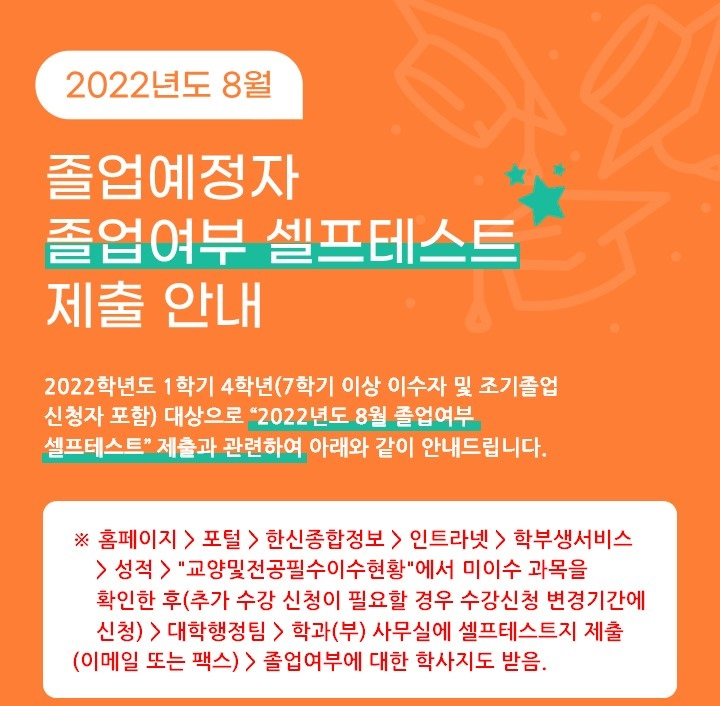 2022년도 8월
졸업예정자
졸업여부 셀프테스트
제출 안내
2022학년도 1학기 4학년(7학기 이상 이수자 및 조기졸업
신청자 포함) 대상으로 “2022년도 8월 졸업여부
셀프테스트” 제출과 관련하여 아래와 같이 안내드립니다.
※ 홈페이지 > 포털 > 한신종합정보 > 인트라넷 > 학부생서비스
> 성적 > "교양및전공필수이수현황"에서 미이수 과목을
확인한 후(추가 수강 신청이 필요할 경우 수강신청 변경기간에
신청) > 대학행정팀 > 학과(부) 사무실에 셀프테스트지 제출
(이메일 또는 팩스) > 졸업여부에 대한 학사지도 받음.